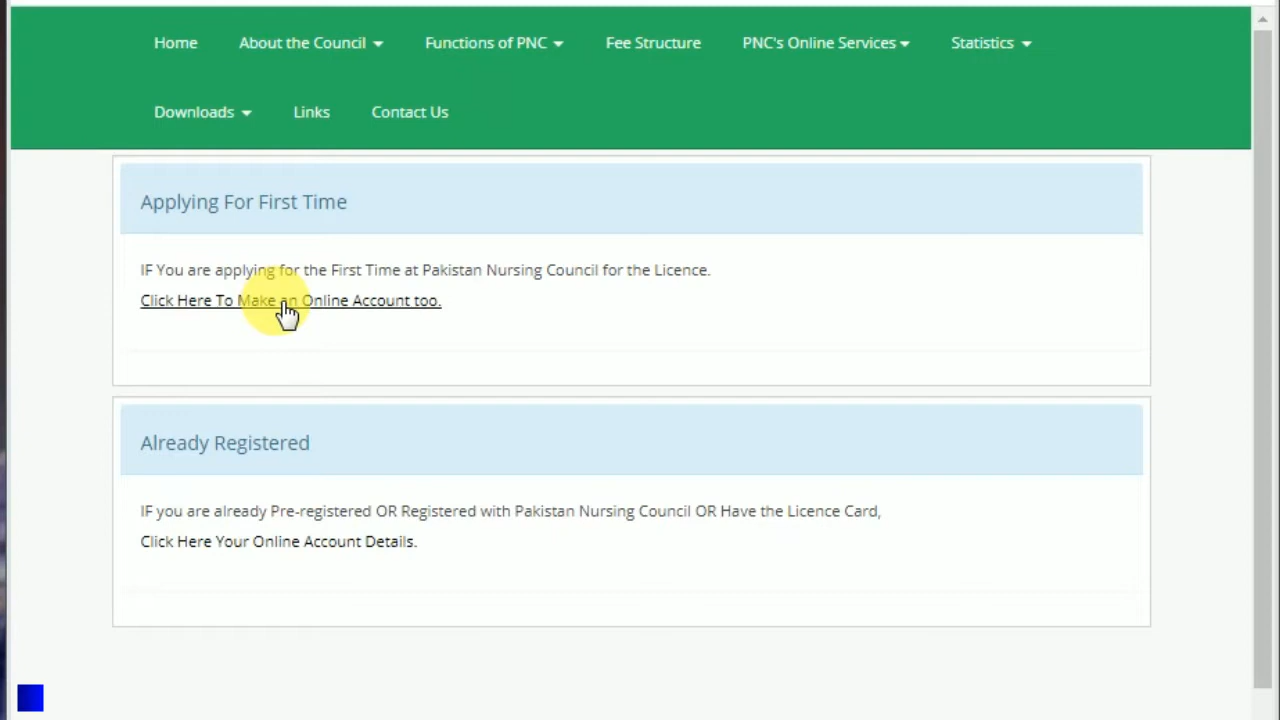 Home About the Council Functions of PNC Fee Structure PNC's Online Services Statistics
Downloads Links Contact Us
Applying For First Time
IF You are applying for the First Time at Pakistan Nursing Council for the Licence.
Click Here To Make an Online Account too.
Already Registered
IF you are already Pre-registered OR Registered with Pakistan Nursing Council OR Have the Licence Card,
Click Here Your Online Account Details.